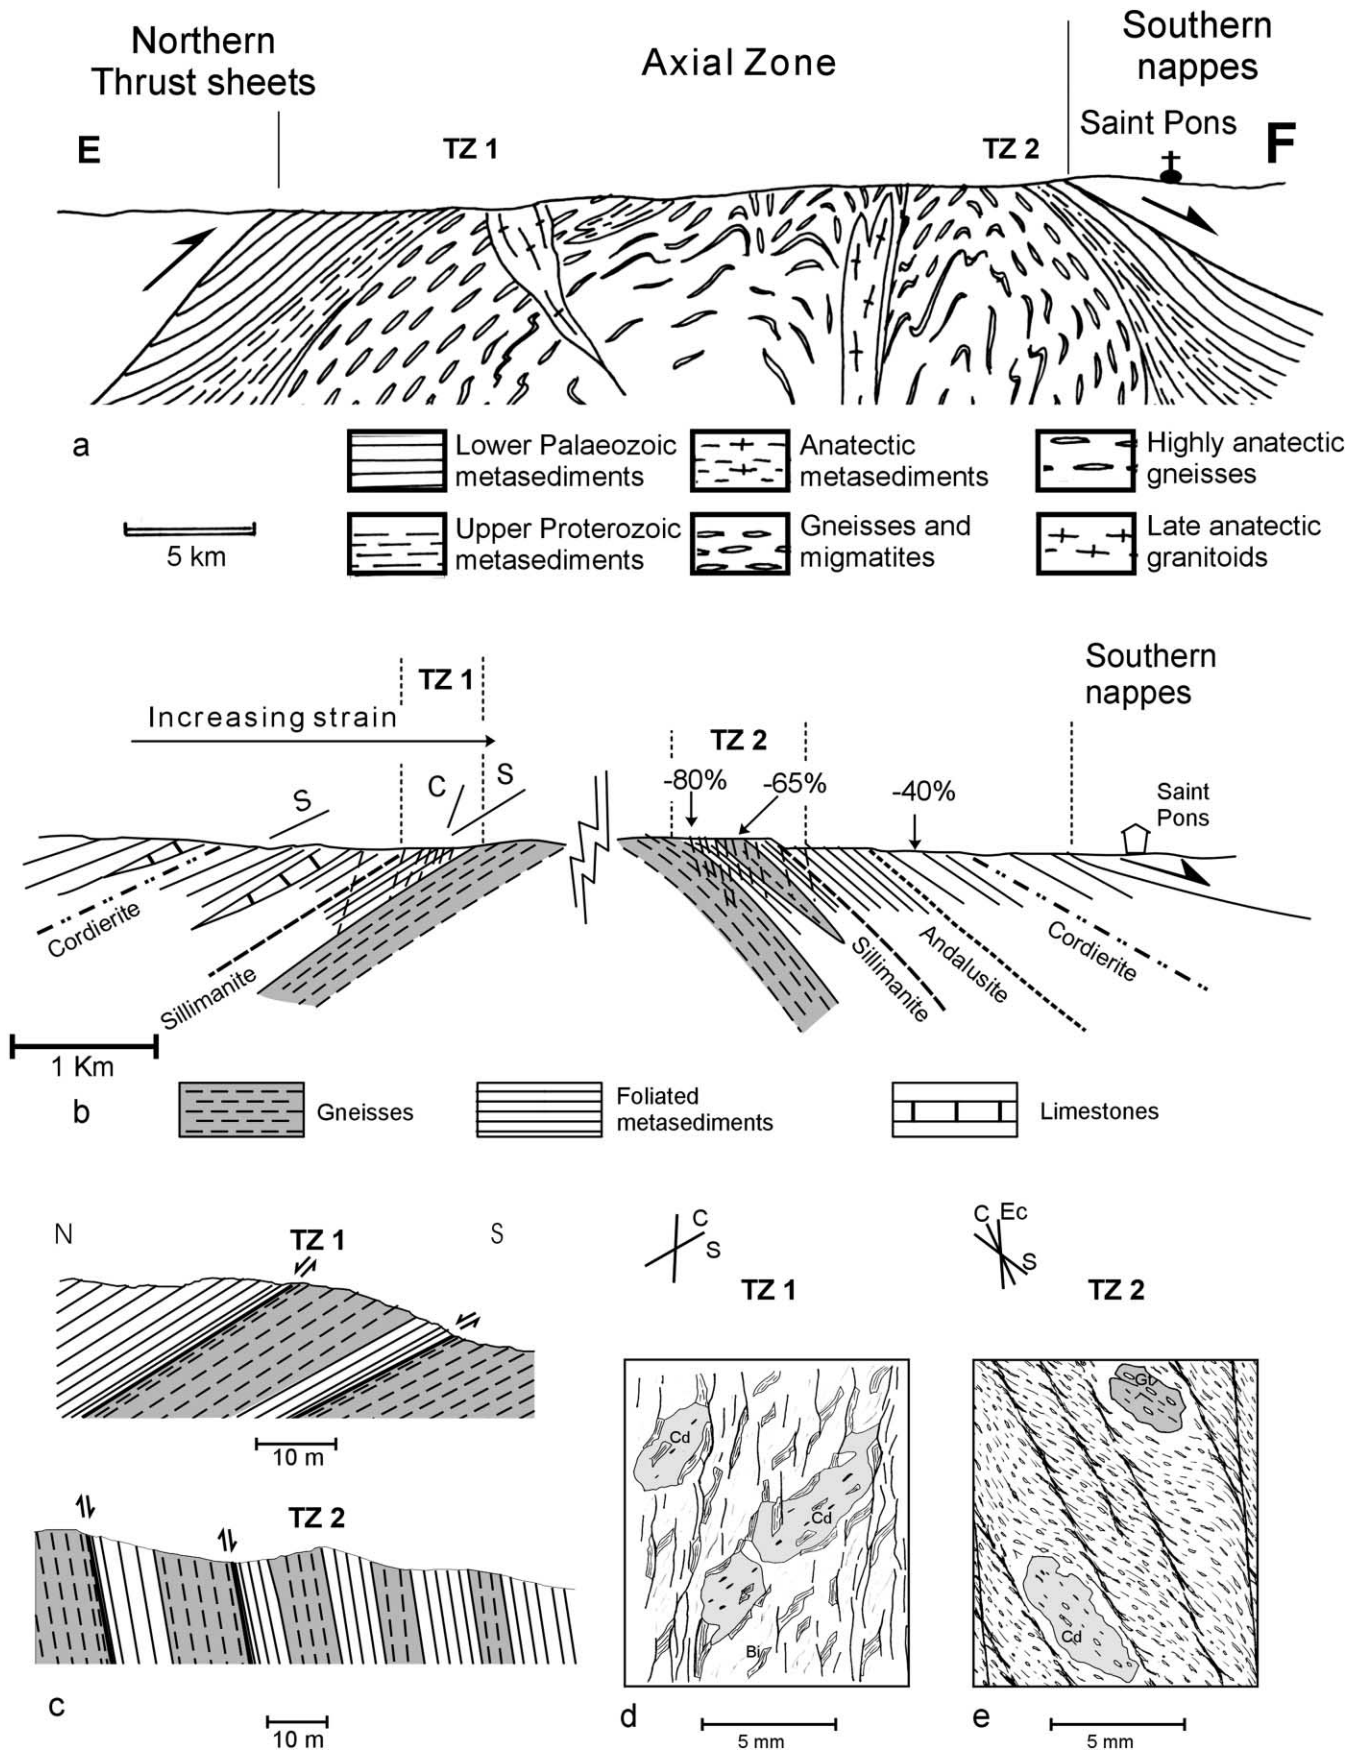 Northern
Thrust sheets
Axial Zone
Southern
nappes
Saint Pons
E
TZ 1
TZ 2
F
a
5 km
Lower Palaeozoic
metasediments
Anatectic
metasediments
Highly anatectic
gneisses
Upper Proterozoic
metasediments
Gneisses and
migmatites
Late anatectic
granitoids
Southern
nappes
TZ 1
Increasing strain
TZ 2
S
C
S
-80%
-65%
-40%
Saint
Pons
Cordierite
Sillimanite
Sillimanite
Andalusite
Cordierite
1 Km
b
Gneisses
Foliated
metasediments
Limestones
N
TZ 1
S
10 m
TZ 2
c
10 m
C
S
TZ 1
Cd
Cd
Bi
d
5 mm
C Ec
S
TZ 2
Gt
Cd
e
5 mm